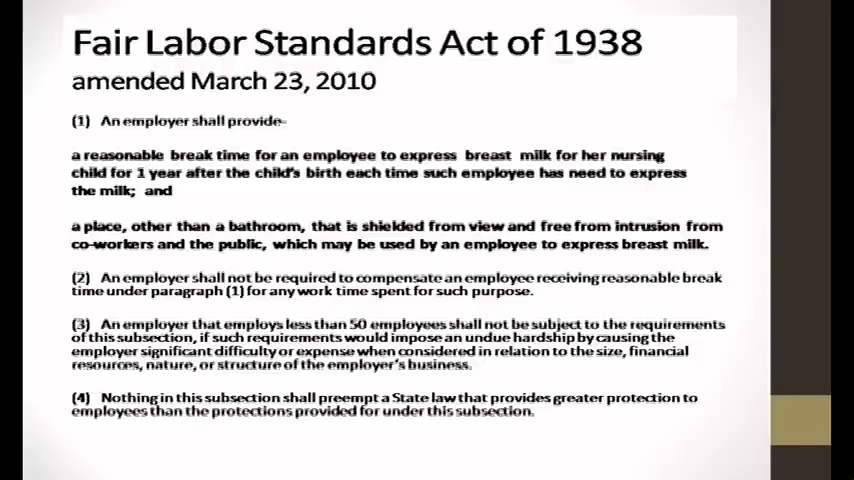 Fair Labor Standards Act of 1938
amended March 23, 2010
(1) An employer shall provide-
a reasonable break time for an employee to express breast milk for her nursing
child for 1 year after the child's birth each time such employee has need to express
the milk; and
a place, other than a bathroom, that is shielded from view and free from intrusion from
co-workers and the public, which may be used by an employee to express breast milk.
(2) An employer shall not be required to compensate an employee receiving reasonable break
time under paragraph (1) for any work time spent for such purpose.
(3) An employer that employs less than 50 employees shall not be subject to the requirements
of this subsection, if such requirements would impose an undue hardship by causing the
employer significant difficulty or expense when considered in relation to the size, financial
resources, nature, or structure of the employer's business.
(4) Nothing in this subsection shall preempt a State law that provides greater protection to
employees than the protections provided for under this subsection.